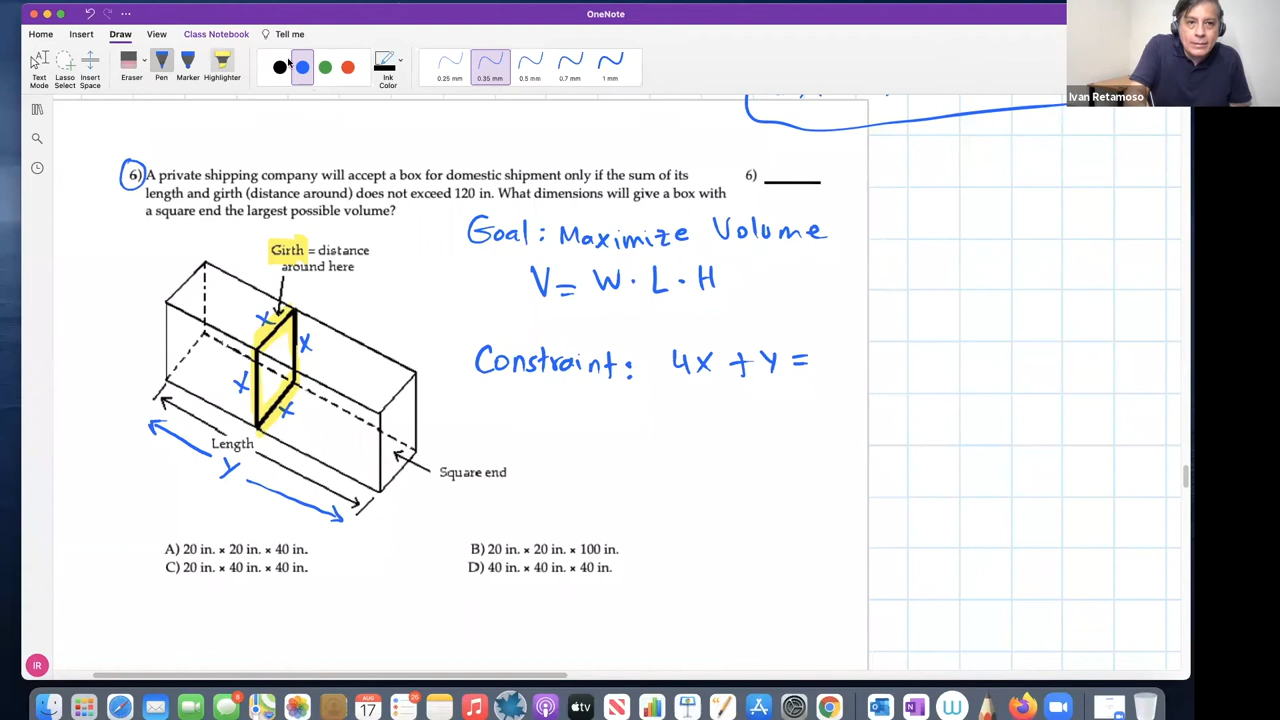 OneNote
Home Insert Draw View Class Notebook Tell me
Text Mode
Lasso Select
Insert Space
Eraser
Pen
Marker
Highlighter
Ink Color
0.25 mm
0.35 mm
0.5 mm
0.7 mm
1 mm
Ivan Retamoso
6) A private shipping company will accept a box for domestic shipment only if the sum of its
length and girth (distance around) does not exceed 120 in. What dimensions will give a box with
a square end the largest possible volume?
6)
Goal: Maximize Volume
V = W · L · H
Constraint: 4x + y =
Girth = distance
around here
x
x
x
x
Length
y
Square end
A) 20 in. × 20 in. × 40 in.
B) 20 in. × 20 in. × 100 in.
C) 20 in. × 40 in. × 40 in.
D) 40 in. × 40 in. × 40 in.
IR
AUG
17
tv